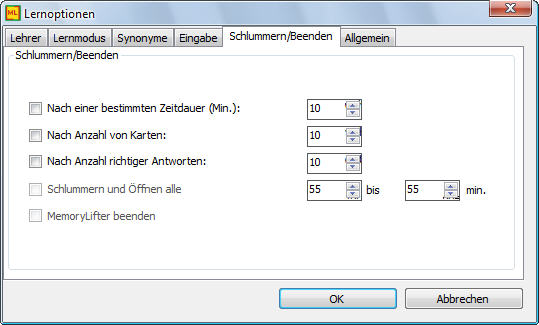 ML Lernoptionen
Lehrer Lernmodus Synonyme Eingabe Schlummern/Beenden Allgemein
Schlummern/Beenden
Nach einer bestimmten Zeitdauer (Min.): 10
Nach Anzahl von Karten: 10
Nach Anzahl richtiger Antworten: 10
Schlummern und Öffnen alle 55 bis 55 min.
MemoryLifter beenden
OK Abbrechen